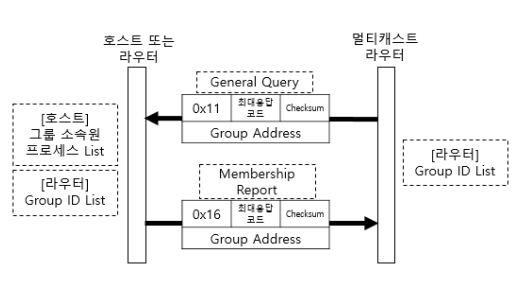 호스트 또는
라우터
멀티캐스트
라우터
General Query
0x11
최대응답
코드
Checksum
Group Address
[호스트]
그룹 소속원
프로세스 List
[라우터]
Group ID List
[라우터]
Group ID List
Membership
Report
0x16
최대응답
코드
Checksum
Group Address